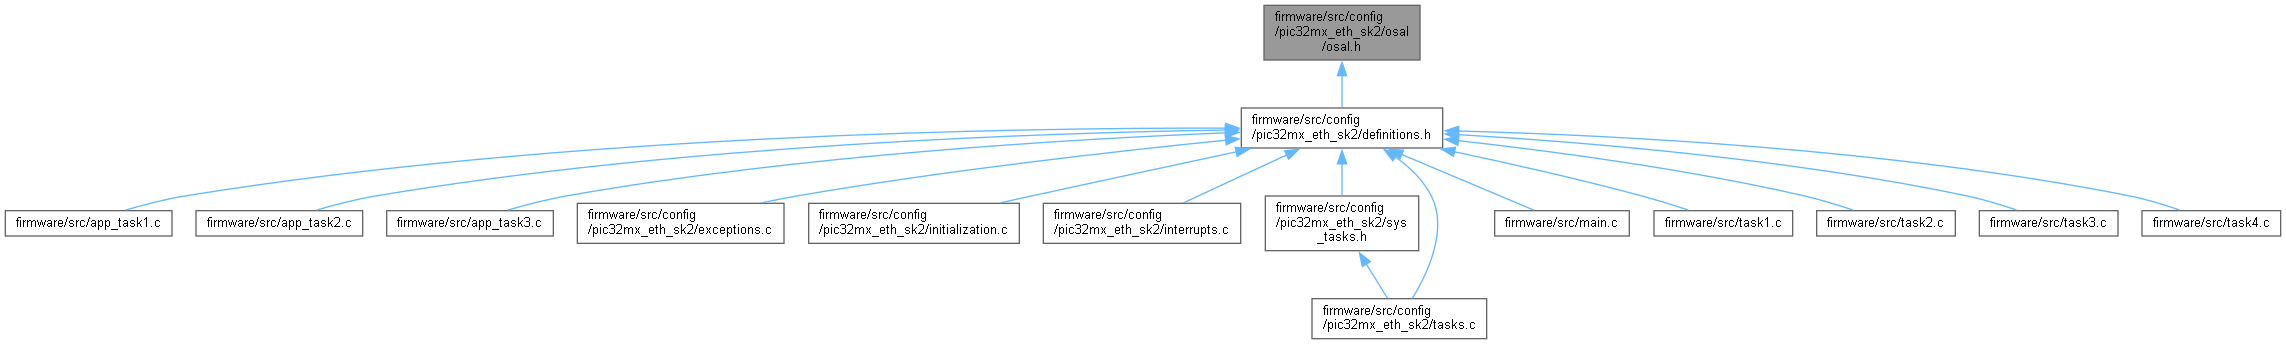 firmware/src/config
/pic32mx_eth_sk2/osal
/osal.h
firmware/src/config
/pic32mx_eth_sk2/definitions.h
firmware/src/app_task1.c
firmware/src/app_task2.c
firmware/src/app_task3.c
firmware/src/config
/pic32mx_eth_sk2/exceptions.c
firmware/src/config
/pic32mx_eth_sk2/initialization.c
firmware/src/config
/pic32mx_eth_sk2/interrupts.c
firmware/src/config
/pic32mx_eth_sk2/sys
_tasks.h
firmware/src/main.c
firmware/src/task1.c
firmware/src/task2.c
firmware/src/task3.c
firmware/src/task4.c
firmware/src/config
/pic32mx_eth_sk2/tasks.c